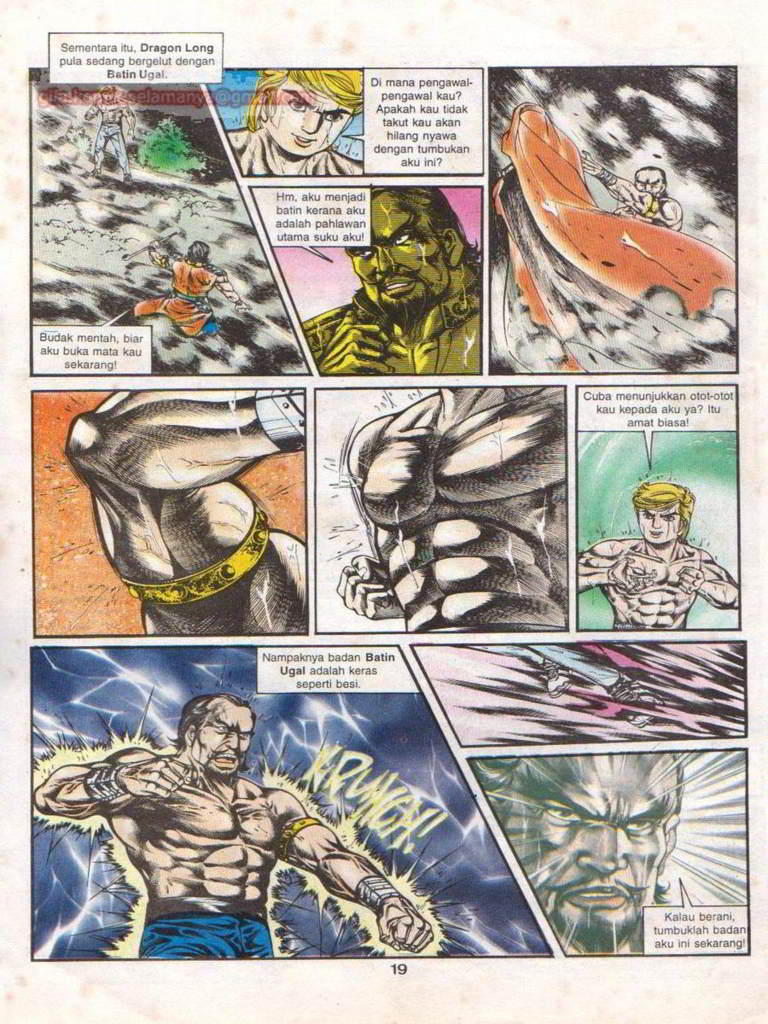 Sementara itu, Dragon Long
pula sedang bergelut dengan
Batin Ugal.
Budak mentah, biar
aku buka mata kau
sekarang!
Di mana pengawal-
pengawal kau?
Apakah kau tidak
takut kau akan
hilang nyawa
dengan tumbukan
aku ini?
Hm, aku menjadi
batin kerana aku
adalah pahlawan
utama suku aku!
Cuba menunjukkan otot-otot
kau kepada aku ya? Itu
amat biasa!
Nampaknya badan Batin
Ugal adalah keras
seperti besi.
KRUNCH!
Kalau berani,
tumbuklah badan
aku ini sekarang!
19